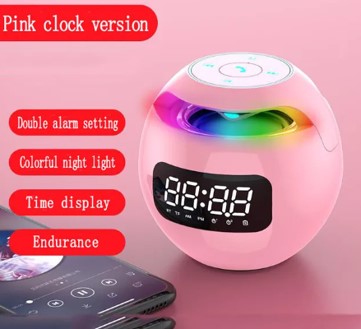 Pink clock version
Double alarm setting
Colorful night light
Time display
Endurance
88:88